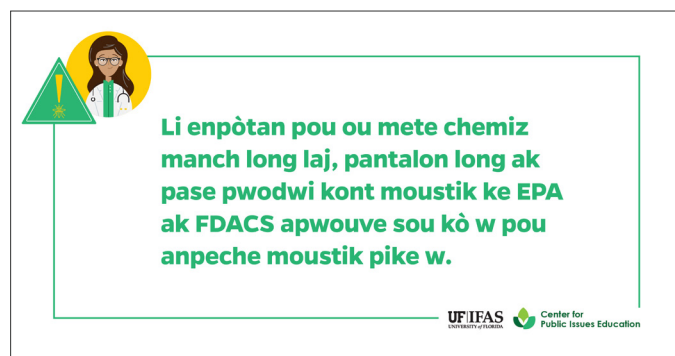 Li enpòtan pou ou mete chemiz
manch long laj, pantalon long ak
pase pwodwi kont moustik ke EPA
ak FDACS apwouve sou kò w pou
anpeche moustik pike w.
UF|IFAS
UNIVERSITY of FLORIDA
Center for
Public Issues Education